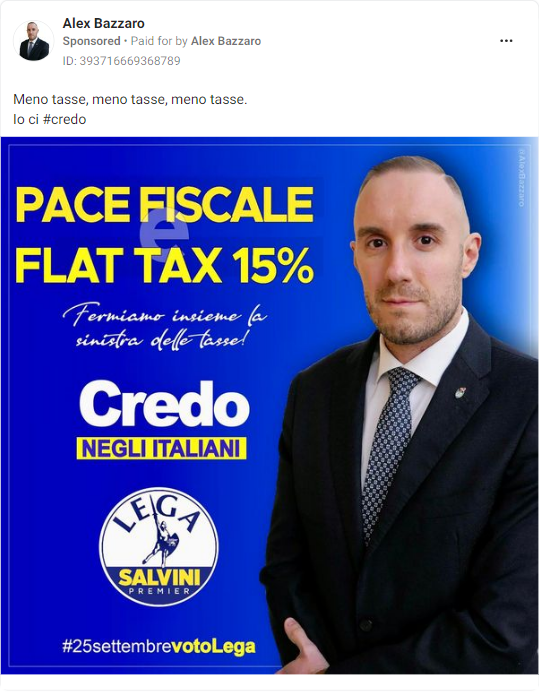 Alex Bazzaro
Sponsored • Paid for by Alex Bazzaro
ID: 393716669368789
Meno tasse, meno tasse, meno tasse.
Io ci #credo
@AlexBazzaro
PACE FISCALE
e
FLAT TAX 15%
Fermiamo insieme la
sinistra delle tasse!
Credo
NEGLI ITALIANI
LEGA
SALVINI
PREMIER
#25settembrevotoLega